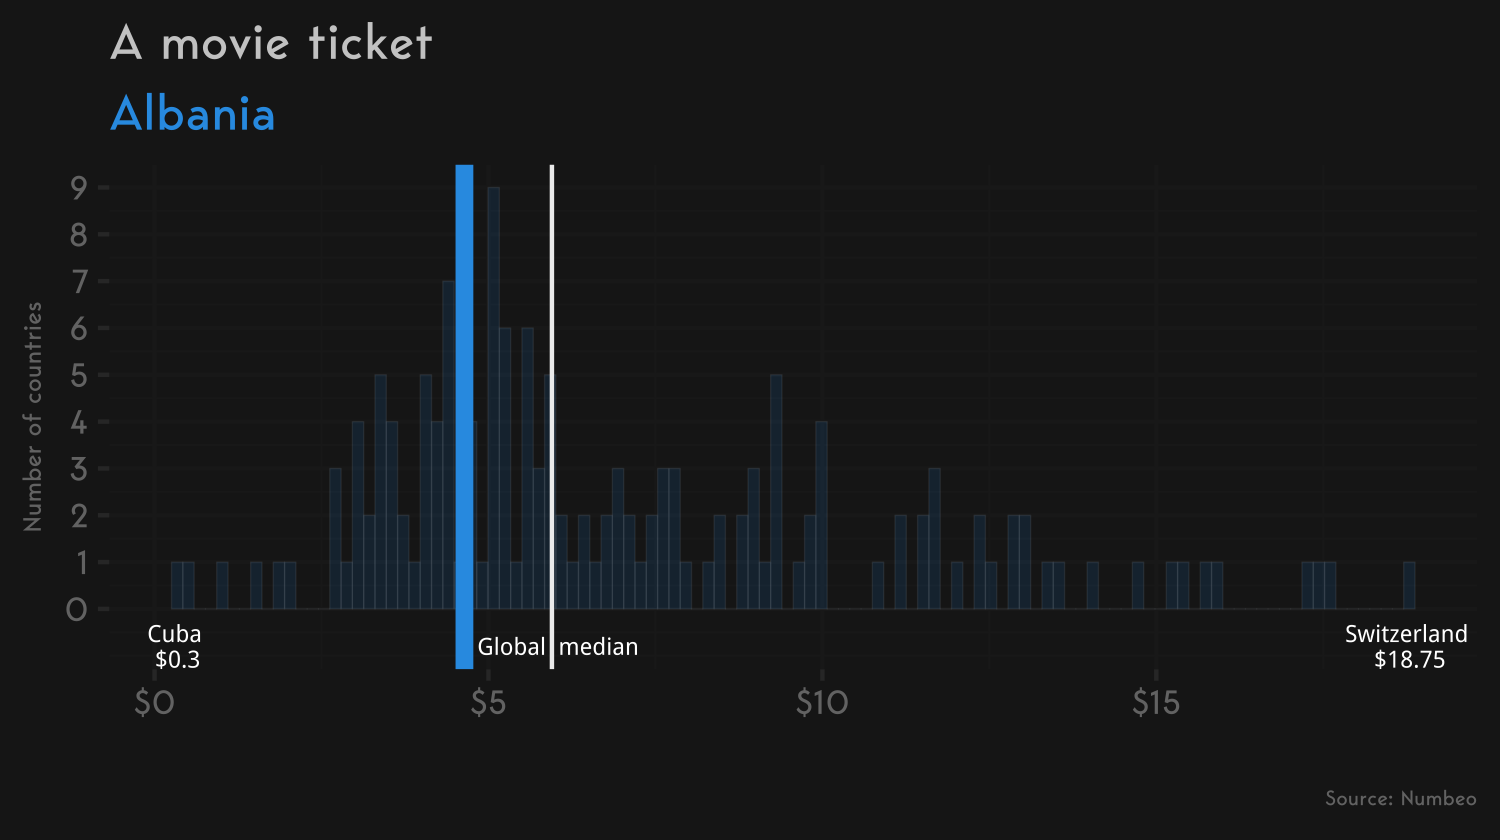 A movie ticket
Albania
Number of countries
9
8
7
6
5
4
3
2
1
0
Cuba
$0.3
Global median
Switzerland
$18.75
$0 $5 $10 $15
Source: Numbeo